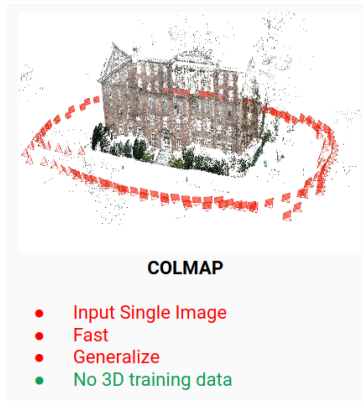 COLMAP
● Input Single Image
● Fast
● Generalize
● No 3D training data